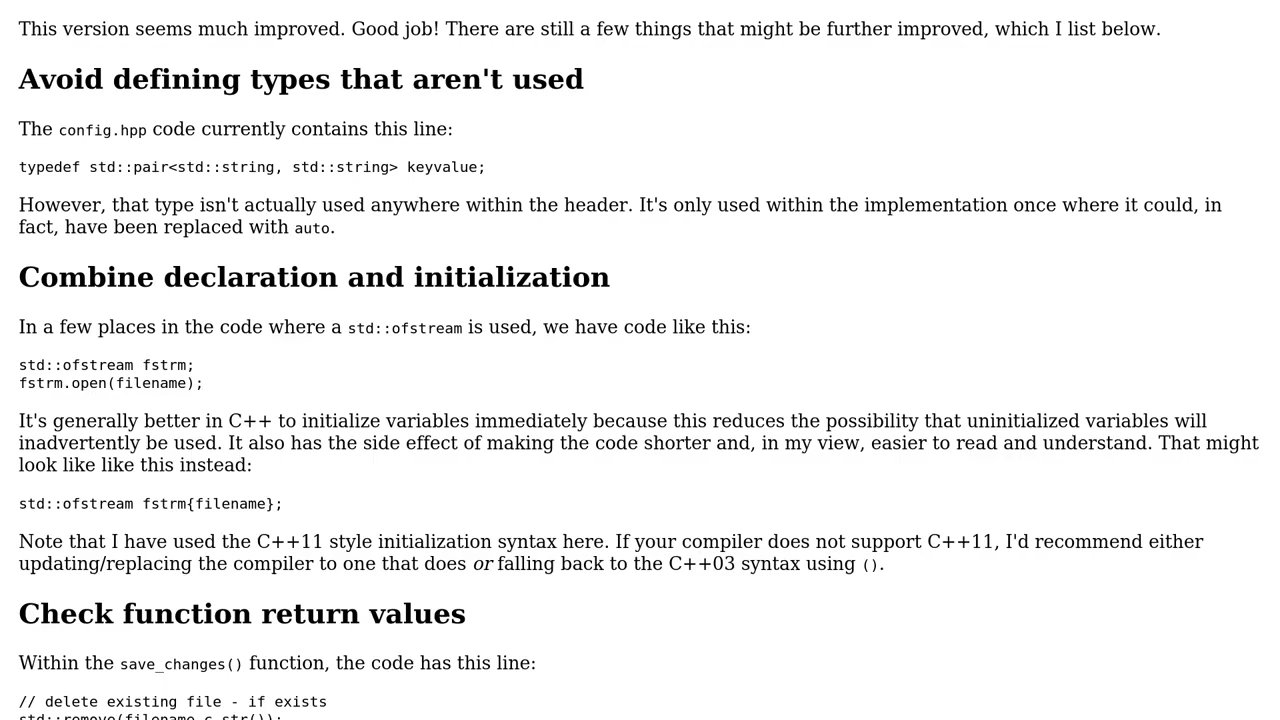 This version seems much improved. Good job! There are still a few things that might be further improved, which I list below.
Avoid defining types that aren't used
The config.hpp code currently contains this line:
typedef std::pair<std::string, std::string> keyvalue;
However, that type isn't actually used anywhere within the header. It's only used within the implementation once where it could, in
fact, have been replaced with auto.
Combine declaration and initialization
In a few places in the code where a std::ofstream is used, we have code like this:
std::ofstream fstrm;
fstrm.open(filename);
It's generally better in C++ to initialize variables immediately because this reduces the possibility that uninitialized variables will
inadvertently be used. It also has the side effect of making the code shorter and, in my view, easier to read and understand. That might
look like like this instead:
std::ofstream fstrm{filename};
Note that I have used the C++11 style initialization syntax here. If your compiler does not support C++11, I'd recommend either
updating/replacing the compiler to one that does or falling back to the C++03 syntax using ().
Check function return values
Within the save_changes() function, the code has this line:
// delete existing file - if exists
std::remove(filename.c_str());